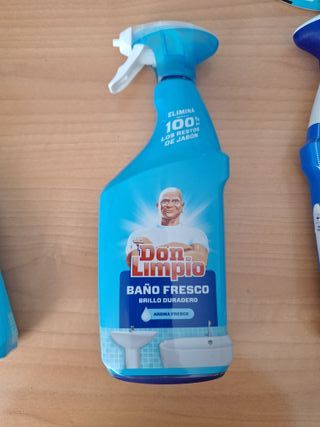 ELIMINA
100%
LOS RESTOS
DE JABÓN
Don
Limpio
BAÑO FRESCO
BRILLO DURADERO
AROMA FRESCO